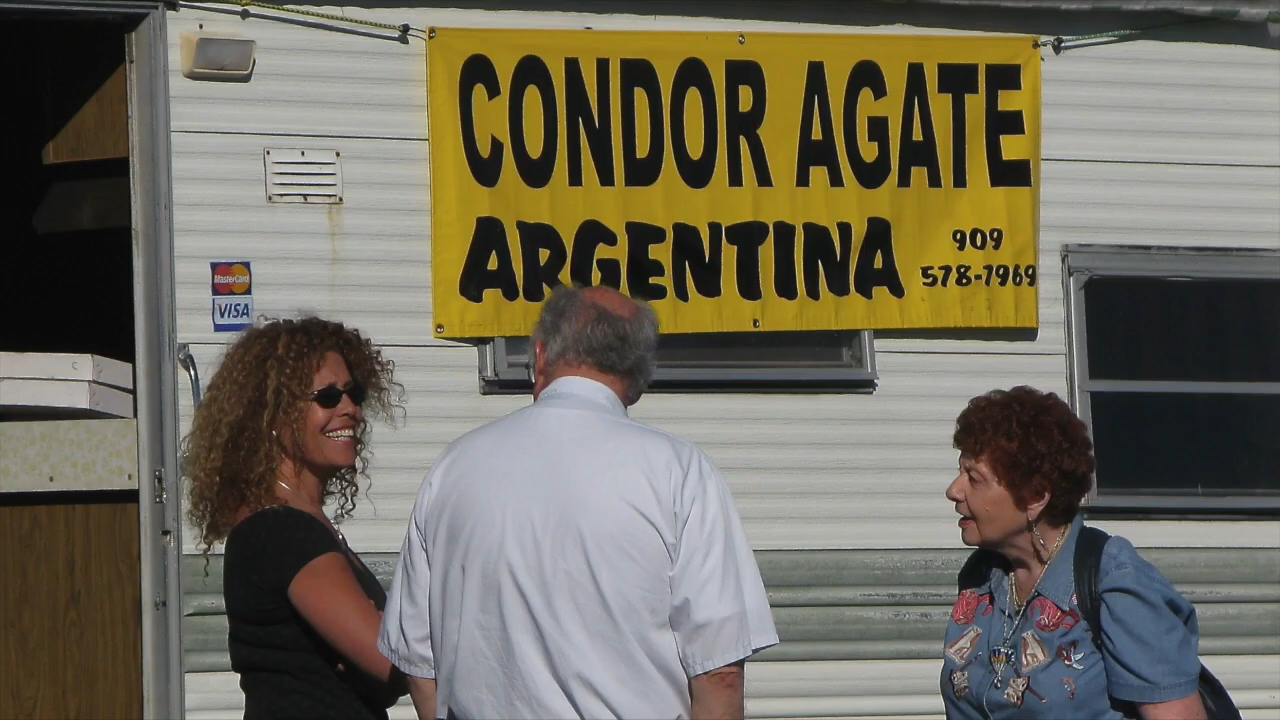 CONDOR AGATE
ARGENTINA
909
578-7969
MasterCard
VISA